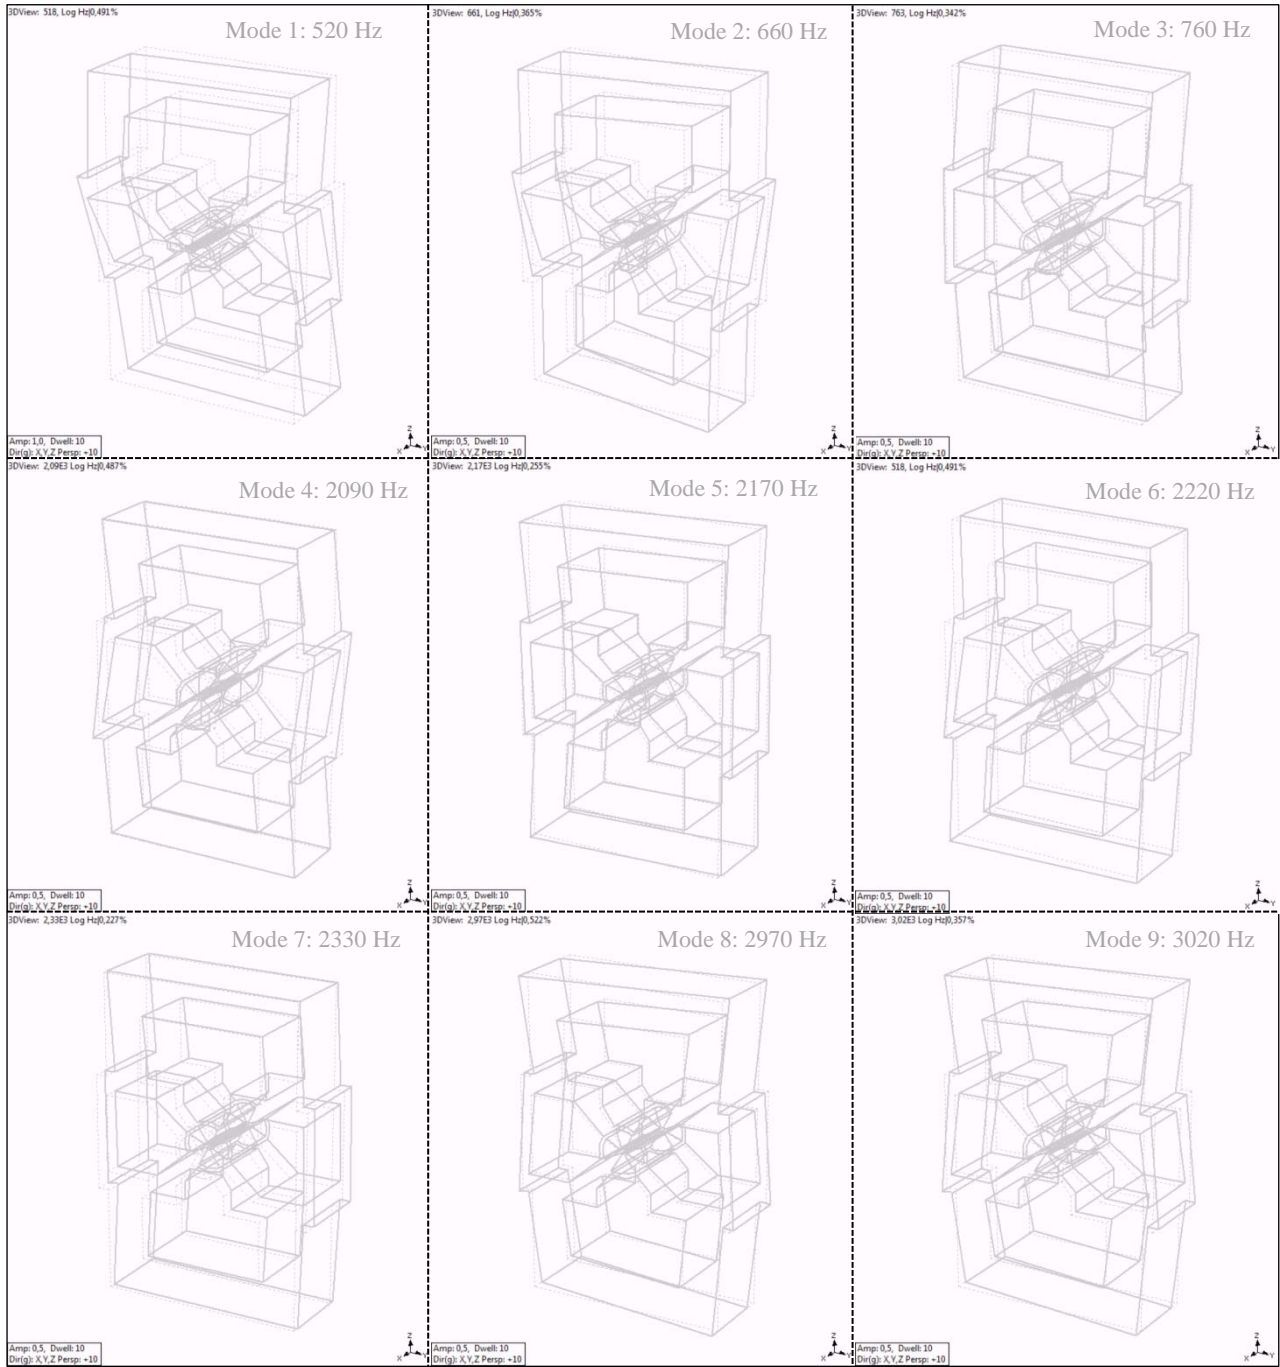 3DView: 518, Log Hz|0,491%
Mode 1: 520 Hz
Amp: 1,0, Dwell: 10
Dir(g): X,Y,Z Persp: +10
Z
X Y
3DView: 661, Log Hz|0,365%
Mode 2: 660 Hz
Amp: 0,5, Dwell: 10
Dir(g): X,Y,Z Persp: +10
Z
X Y
3DView: 763, Log Hz|0,342%
Mode 3: 760 Hz
Amp: 0,5, Dwell: 10
Dir(g): X,Y,Z Persp: +10
Z
X Y
3DView: 2,09E3 Log Hz|0,487%
Mode 4: 2090 Hz
Amp: 0,5, Dwell: 10
Dir(g): X,Y,Z Persp: +10
Z
X Y
3DView: 2,17E3 Log Hz|0,255%
Mode 5: 2170 Hz
Amp: 0,5, Dwell: 10
Dir(g): X,Y,Z Persp: +10
Z
X Y
3DView: 518, Log Hz|0,491%
Mode 6: 2220 Hz
Amp: 0,5, Dwell: 10
Dir(g): X,Y,Z Persp: +10
Z
X Y
3DView: 2,33E3 Log Hz|0,227%
Mode 7: 2330 Hz
Amp: 0,5, Dwell: 10
Dir(g): X,Y,Z Persp: +10
Z
X Y
3DView: 2,97E3 Log Hz|0,522%
Mode 8: 2970 Hz
Amp: 0,5, Dwell: 10
Dir(g): X,Y,Z Persp: +10
Z
X Y
3DView: 3,02E3 Log Hz|0,357%
Mode 9: 3020 Hz
Amp: 0,5, Dwell: 10
Dir(g): X,Y,Z Persp: +10
Z
X Y